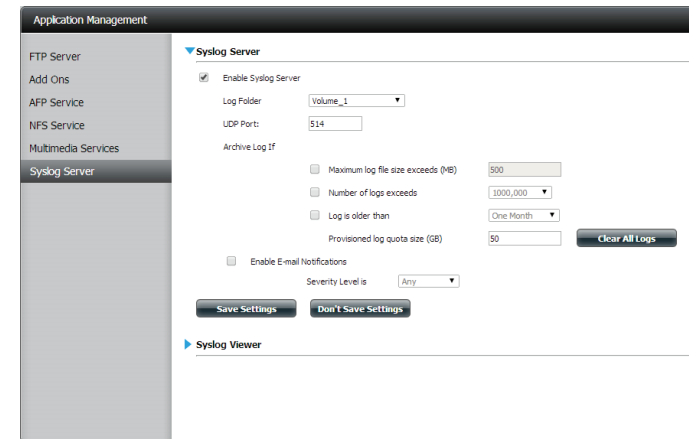 Application Management
FTP Server
Add Ons
AFP Service
NFS Service
Multimedia Services
Syslog Server
Syslog Server
Enable Syslog Server
Log Folder Volume_1
UDP Port: 514
Archive Log If
Maximum log file size exceeds (MB) 500
Number of logs exceeds 1000,000
Log is older than One Month
Provisioned log quota size (GB) 50 Clear All Logs
Enable E-mail Notifications
Severity Level is Any
Save Settings Don't Save Settings
Syslog Viewer